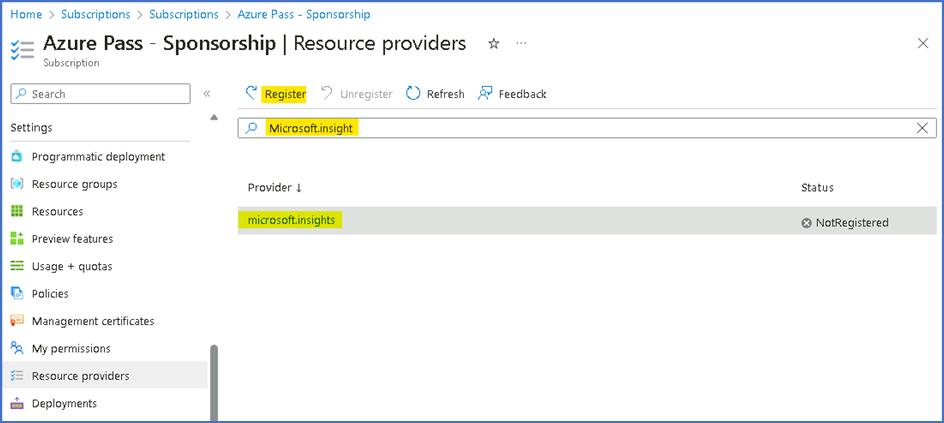 Home > Subscriptions > Subscriptions > Azure Pass - Sponsorship
Azure Pass - Sponsorship | Resource providers
Subscription
Search
Settings
Programmatic deployment
Resource groups
Resources
Preview features
Usage + quotas
Policies
Management certificates
My permissions
Resource providers
Deployments
Register Unregister Refresh Feedback
Microsoft.insight
Provider ↓ Status
microsoft.insights NotRegistered